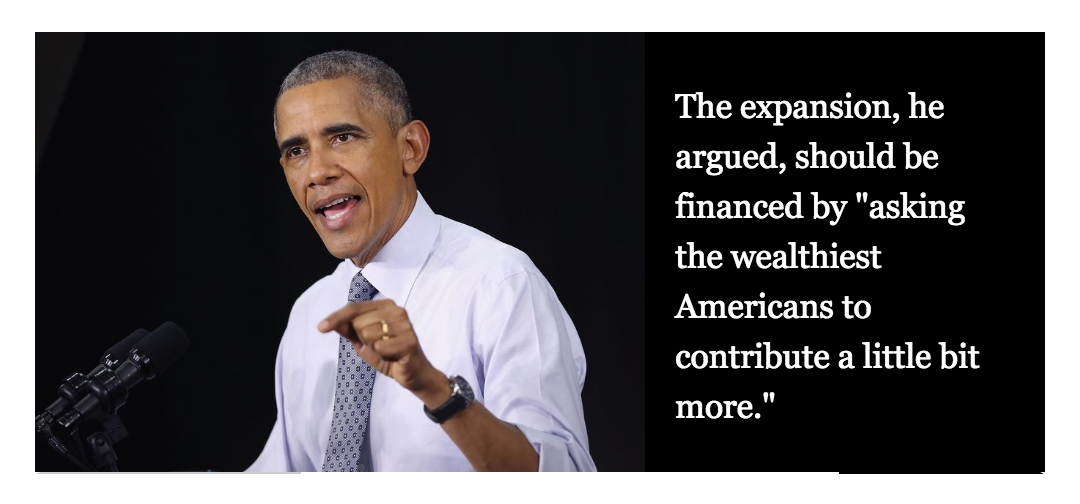 The expansion, he
argued, should be
financed by "asking
the wealthiest
Americans to
contribute a little bit
more."